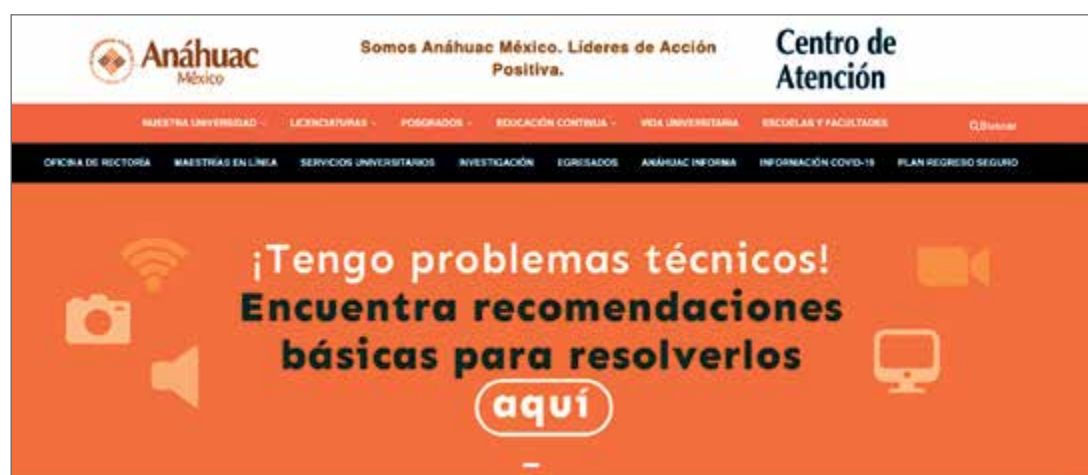 Anáhuac
México
Somos Anáhuac México. Líderes de Acción
Positiva.
Centro de
Atención
NUESTRA UNIVERSIDAD
LICENCIATURAS
POSGRADOS
EDUCACIÓN CONTINUA
VIDA UNIVERSITARIA
ESCUELAS Y FACULTADES
Buscar
OFICINA DE RECTORÍA
MAESTRÍAS EN LÍNEA
SERVICIOS UNIVERSITARIOS
INVESTIGACIÓN
EGRESADOS
ANÁHUAC INFORMA
INFORMACIÓN COVID-19
PLAN REGRESO SEGURO
¡Tengo problemas técnicos!
Encuentra recomendaciones
básicas para resolverlos
aquí